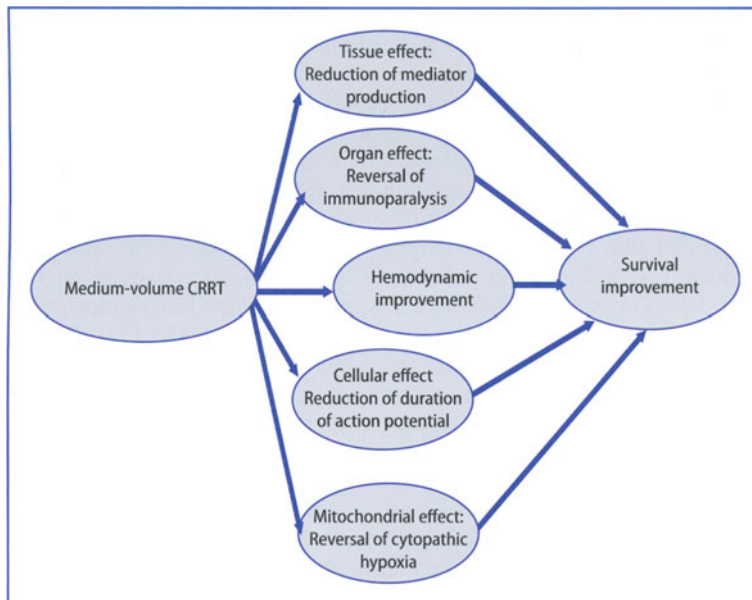 Tissue effect:
Reduction of mediator
production
Organ effect:
Reversal of
immunoparalysis
Medium-volume CRRT
Hemodynamic
improvement
Survival
improvement
Cellular effect
Reduction of duration
of action potential
Mitochondrial effect:
Reversal of cytopathic
hypoxia